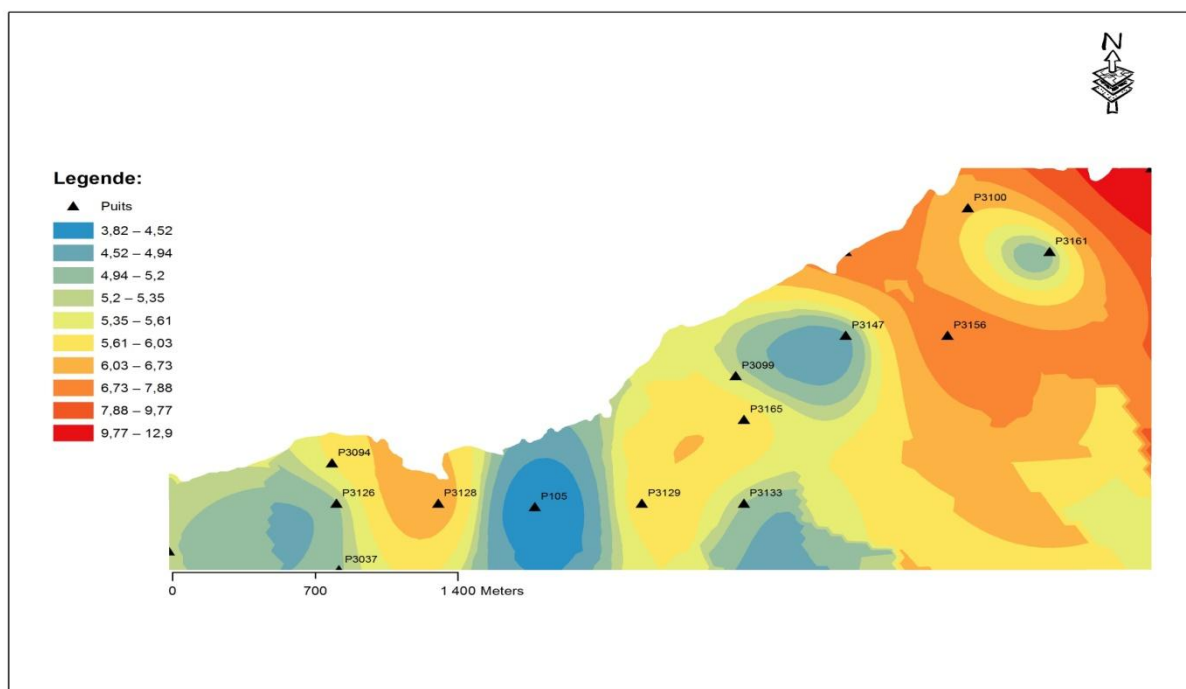 N
Legende:
Puits
3,82 – 4,52
4,52 – 4,94
4,94 – 5,2
5,2 – 5,35
5,35 – 5,61
5,61 – 6,03
6,03 – 6,73
6,73 – 7,88
7,88 – 9,77
9,77 – 12,9
P3100
P3161
P3147
P3156
P3099
P3165
P3094
P3126
P3128
P105
P3129
P3133
P3037
0 700 1 400 Meters